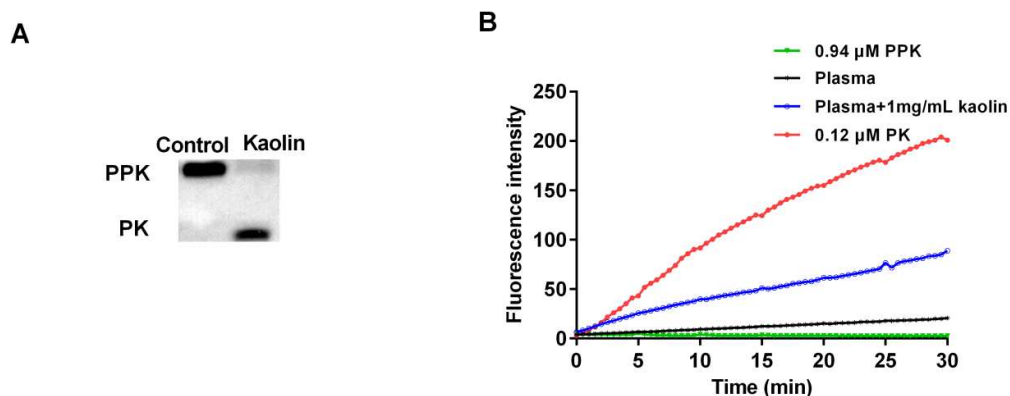 A
Control Kaolin
PPK
PK
B
0.94 µM PPK
Plasma
Plasma+1mg/mL kaolin
0.12 µM PK
Fluorescence intensity
250
200
150
100
50
0
0 5 10 15 20 25 30
Time (min)